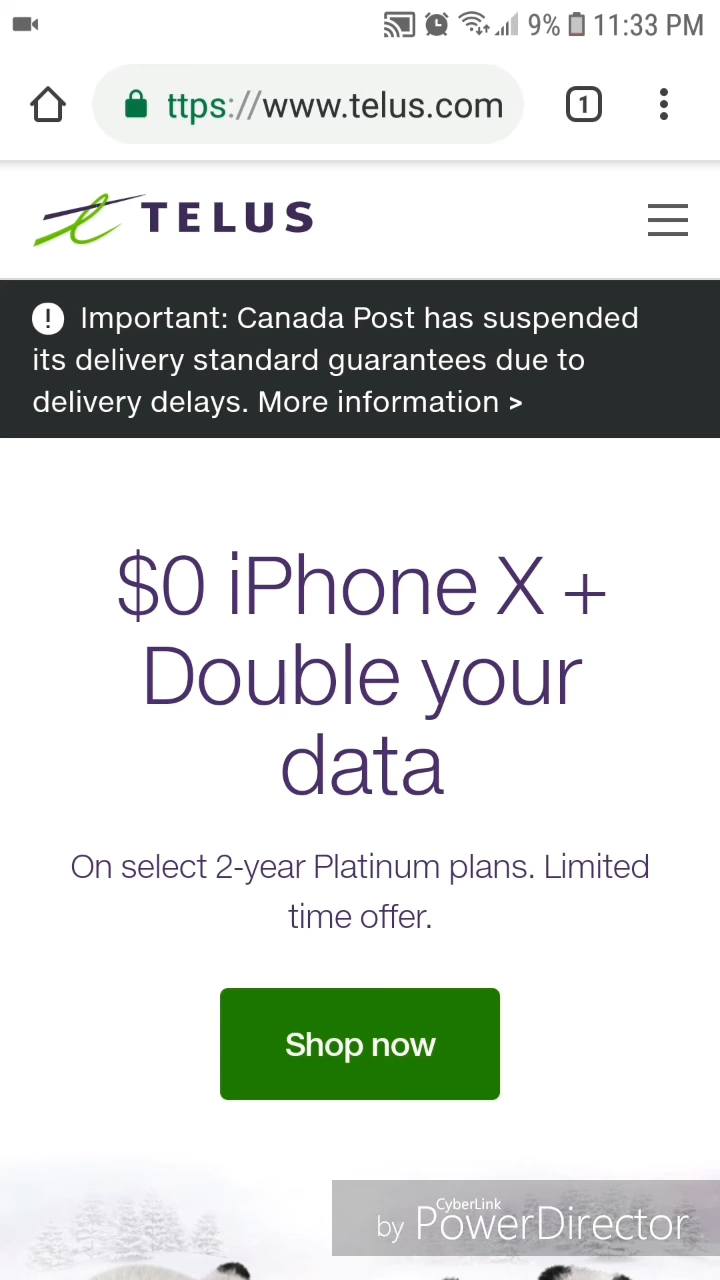 9% 11:33 PM
ttps://www.telus.com
1
TELUS
! Important: Canada Post has suspended
its delivery standard guarantees due to
delivery delays. More information >
$0 iPhone X +
Double your
data
On select 2-year Platinum plans. Limited
time offer.
Shop now
CyberLink
by PowerDirector